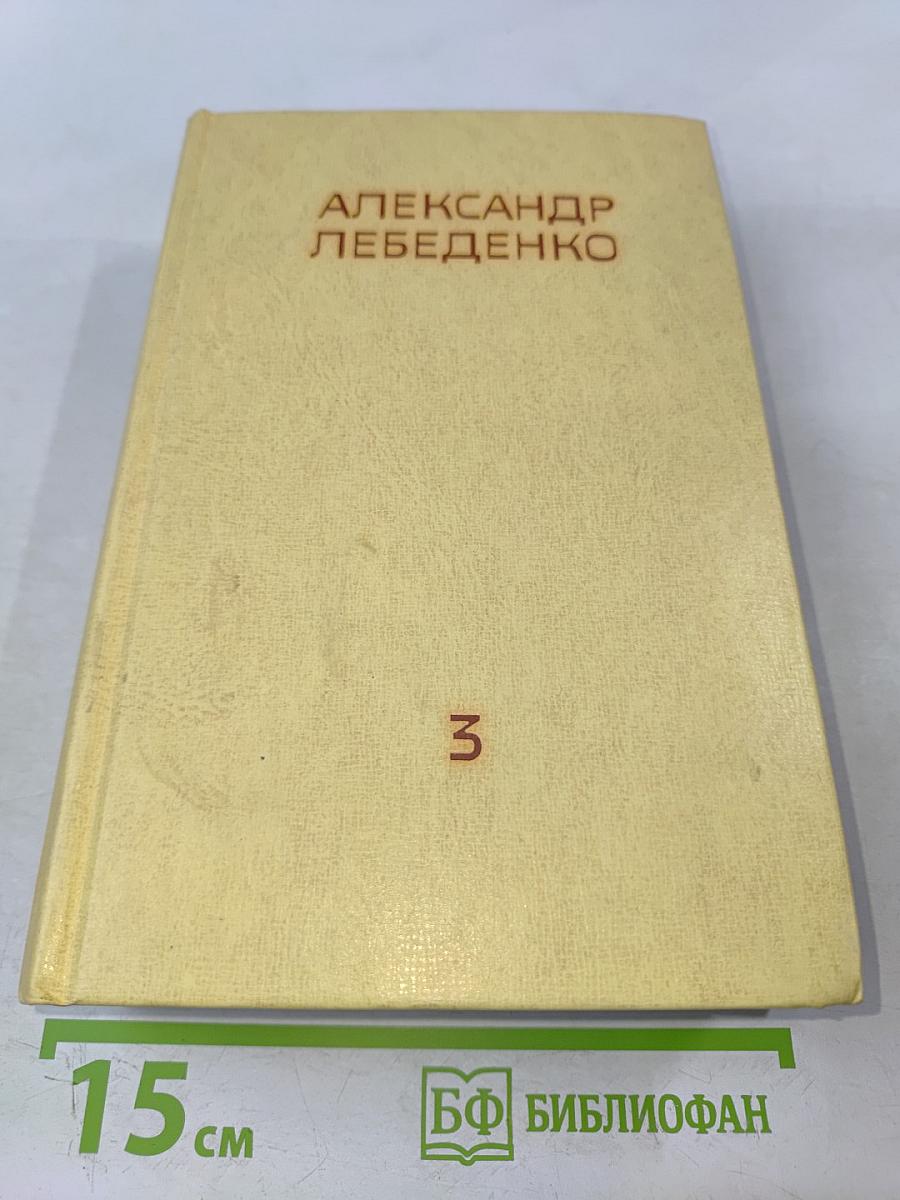 АЛЕКСАНДР
ЛЕБЕДЕНКО
3
15 см
БФ БИБЛИОФАН